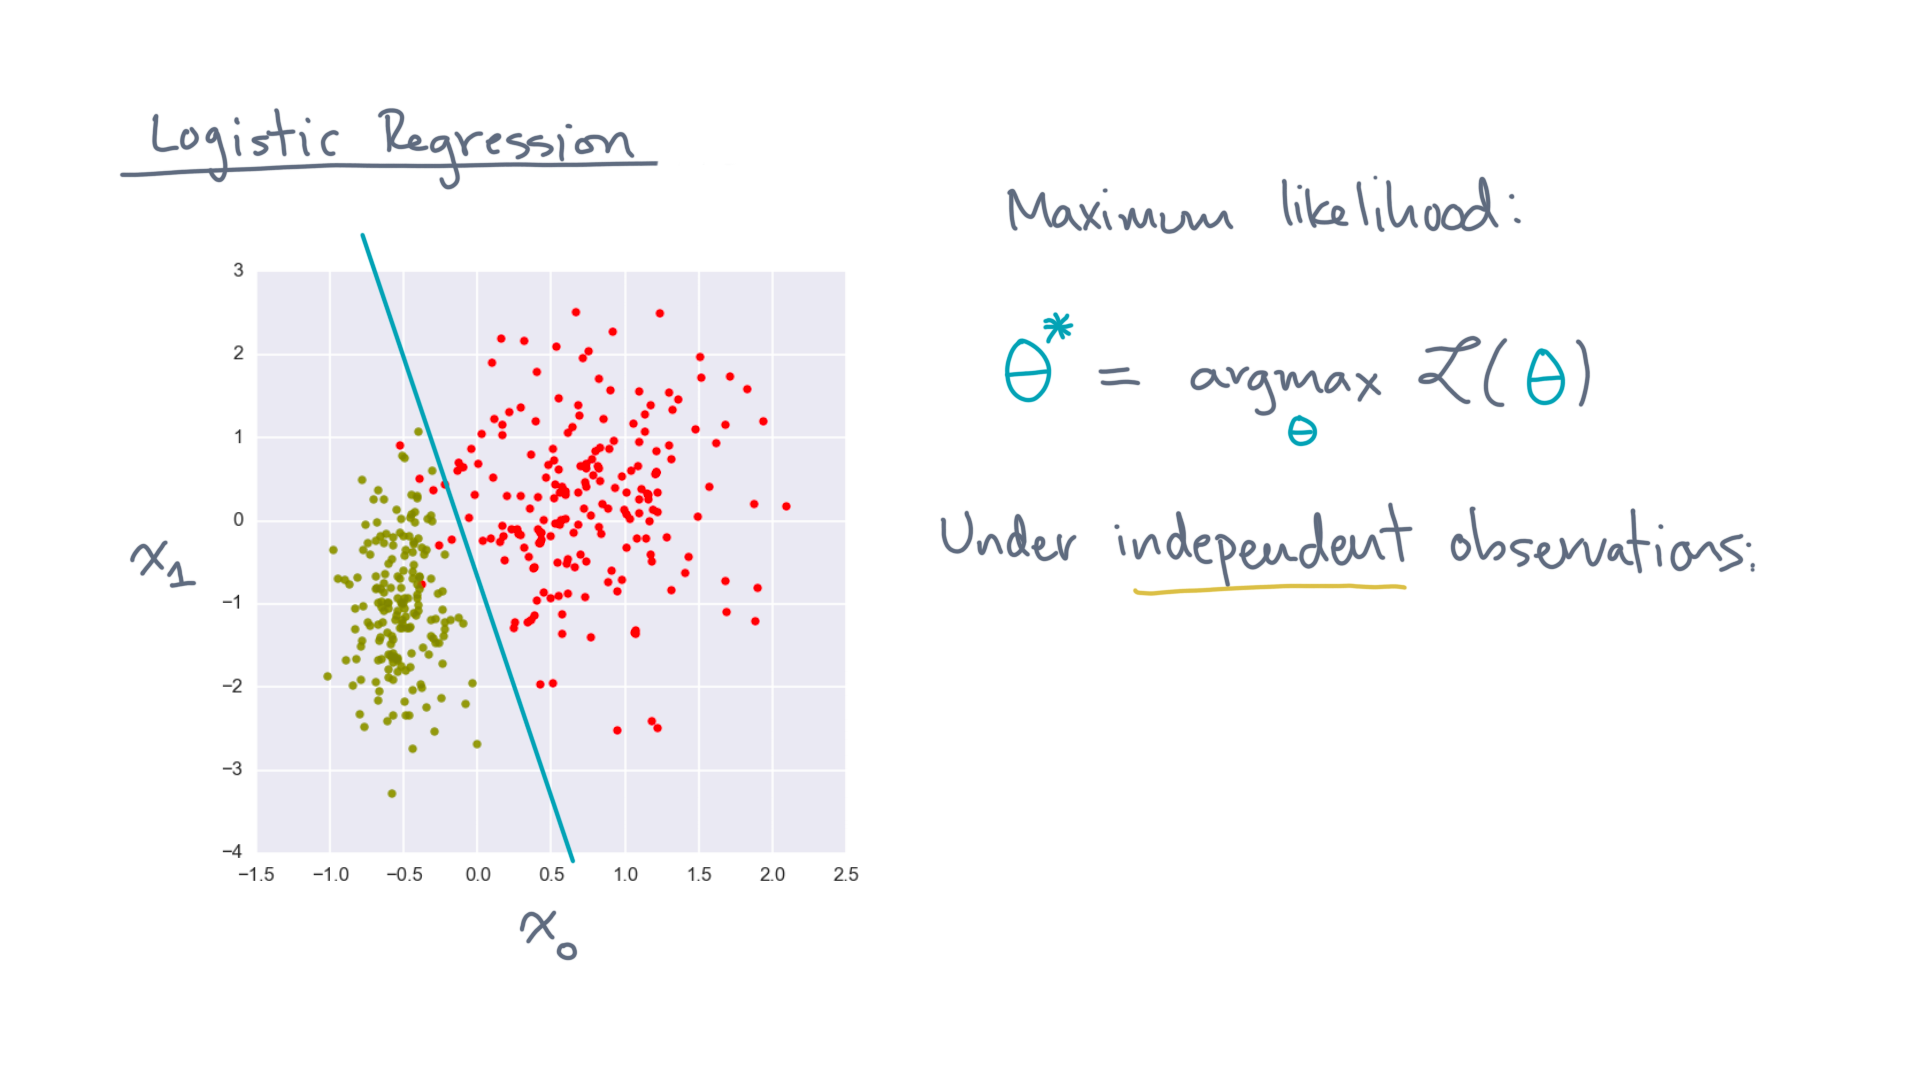 Logistic Regression
Maximum likelihood:
θ* = argmax ℒ(θ)
θ
Under independent observations:
3
2
1
0
−1
−2
−3
−4
x₁
−1.5 −1.0 −0.5 0.0 0.5 1.0 1.5 2.0 2.5
x₀